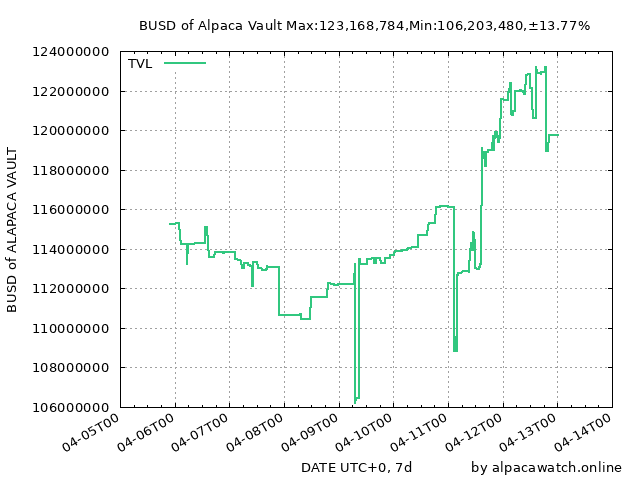 BUSD of Alpaca Vault Max:123,168,784,Min:106,203,480,±13.77%
TVL
124000000
122000000
120000000
118000000
116000000
114000000
112000000
110000000
108000000
106000000
BUSD of ALAPACA VAULT
04-05T00
04-06T00
04-07T00
04-08T00
04-09T00
04-10T00
04-11T00
04-12T00
04-13T00
04-14T00
DATE UTC+0, 7d
by alpacawatch.online